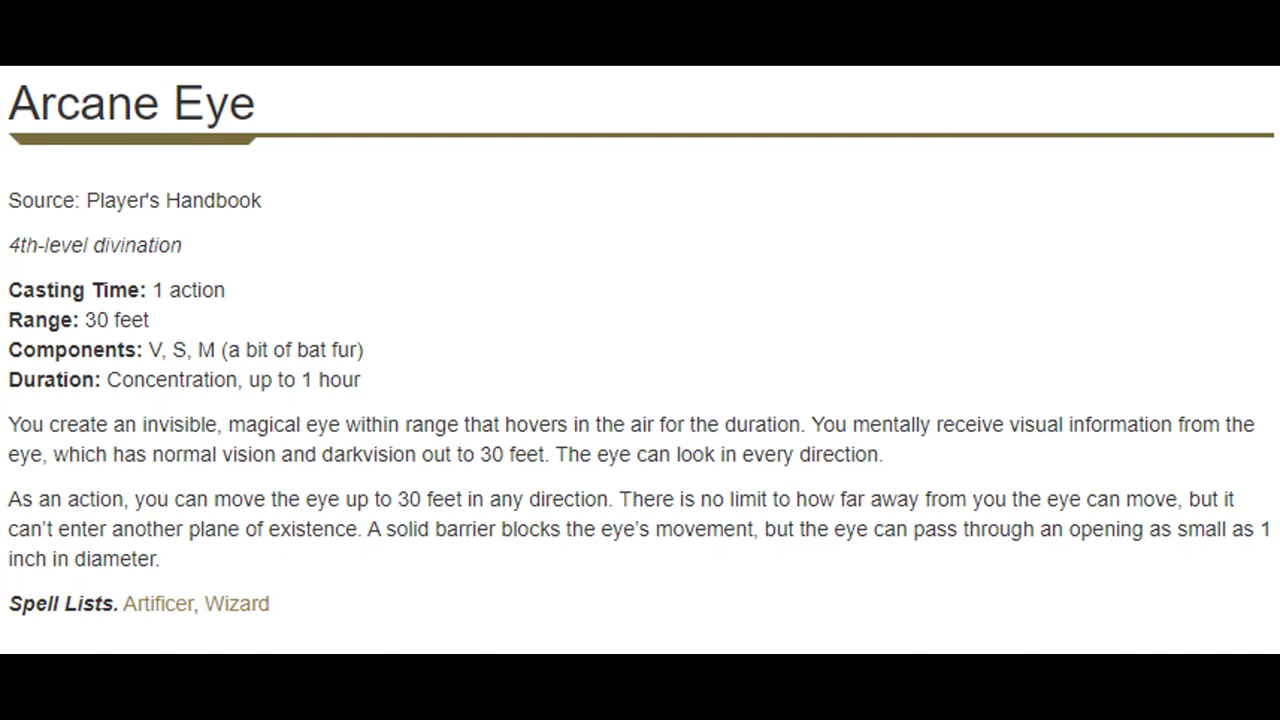 Arcane Eye
Source: Player's Handbook
4th-level divination
Casting Time: 1 action
Range: 30 feet
Components: V, S, M (a bit of bat fur)
Duration: Concentration, up to 1 hour
You create an invisible, magical eye within range that hovers in the air for the duration. You mentally receive visual information from the
eye, which has normal vision and darkvision out to 30 feet. The eye can look in every direction.
As an action, you can move the eye up to 30 feet in any direction. There is no limit to how far away from you the eye can move, but it
can’t enter another plane of existence. A solid barrier blocks the eye’s movement, but the eye can pass through an opening as small as 1
inch in diameter.
Spell Lists. Artificer, Wizard